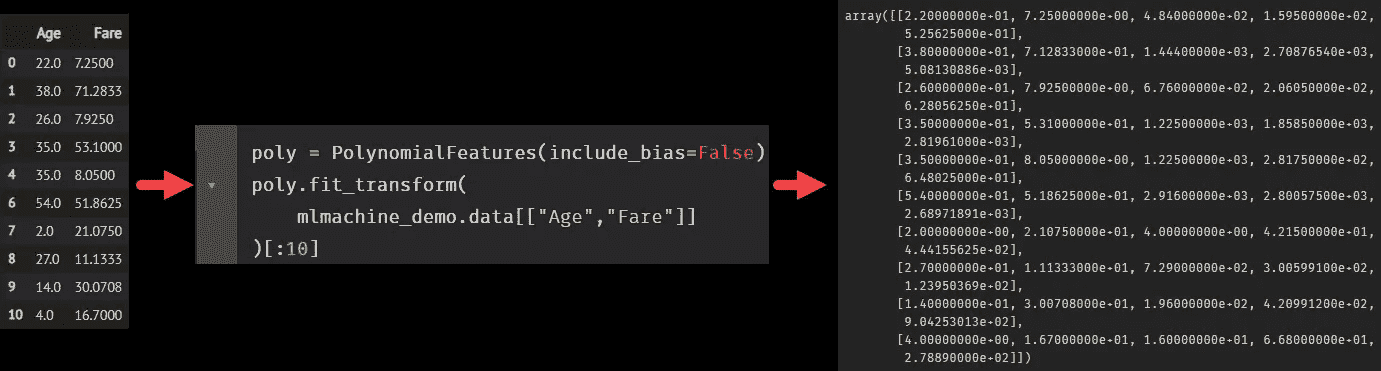 Age Fare
0 22.0 7.2500
1 38.0 71.2833
2 26.0 7.9250
3 35.0 53.1000
4 35.0 8.0500
6 54.0 51.8625
7 2.0 21.0750
8 27.0 11.1333
9 14.0 30.0708
10 4.0 16.7000
poly = PolynomialFeatures(include_bias=False)
poly.fit_transform(
    mlmachine_demo.data[["Age","Fare"]]
)[:10]
array([[2.20000000e+01, 7.25000000e+00, 4.84000000e+02, 1.59500000e+02,
5.25625000e+01],
[3.80000000e+01, 7.12833000e+01, 1.44400000e+03, 2.70876540e+03,
5.08130886e+03],
[2.60000000e+01, 7.92500000e+00, 6.76000000e+02, 2.06050000e+02,
6.28056250e+01],
[3.50000000e+01, 5.31000000e+01, 1.22500000e+03, 1.85850000e+03,
2.81961000e+03],
[3.50000000e+01, 8.05000000e+00, 1.22500000e+03, 2.81750000e+02,
6.48025000e+01],
[5.40000000e+01, 5.18625000e+01, 2.91600000e+03, 2.80057500e+03,
2.68971891e+03],
[2.00000000e+00, 2.10750000e+01, 4.00000000e+00, 4.21500000e+01,
4.44155625e+02],
[2.70000000e+01, 1.11333000e+01, 7.29000000e+02, 3.00599100e+02,
1.23950369e+02],
[1.40000000e+01, 3.00708000e+01, 1.96000000e+02, 4.20991200e+02,
9.04253013e+02],
[4.00000000e+00, 1.67000000e+01, 1.60000000e+01, 6.68000000e+01,
2.78890000e+02]])